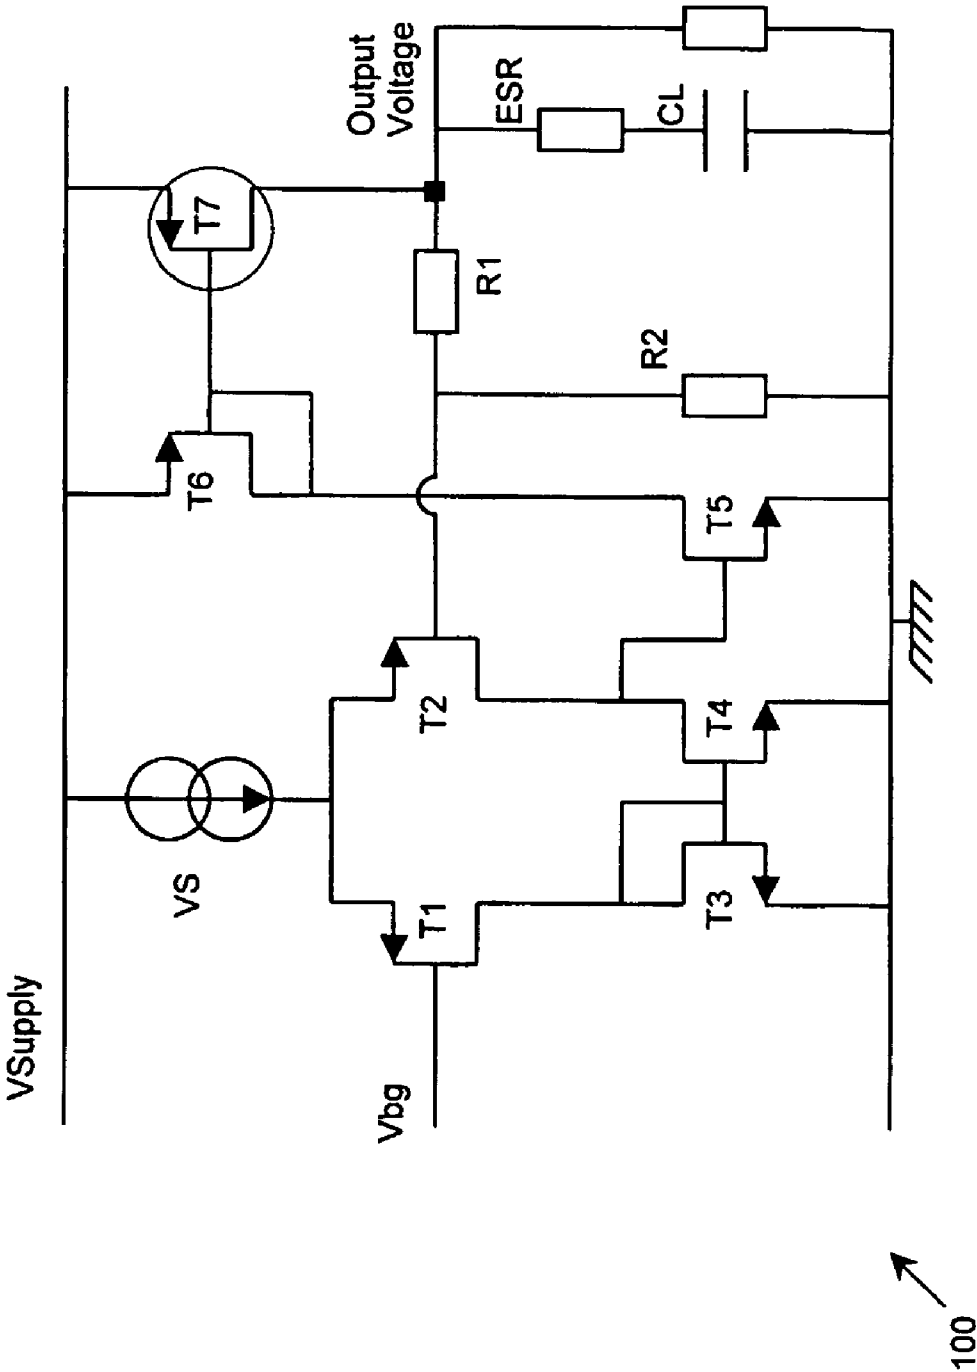 VSupply
VS
T6
T7
Output
Voltage
Vbg
T1
T2
R1
ESR
CL
R2
T3
T4
T5
100